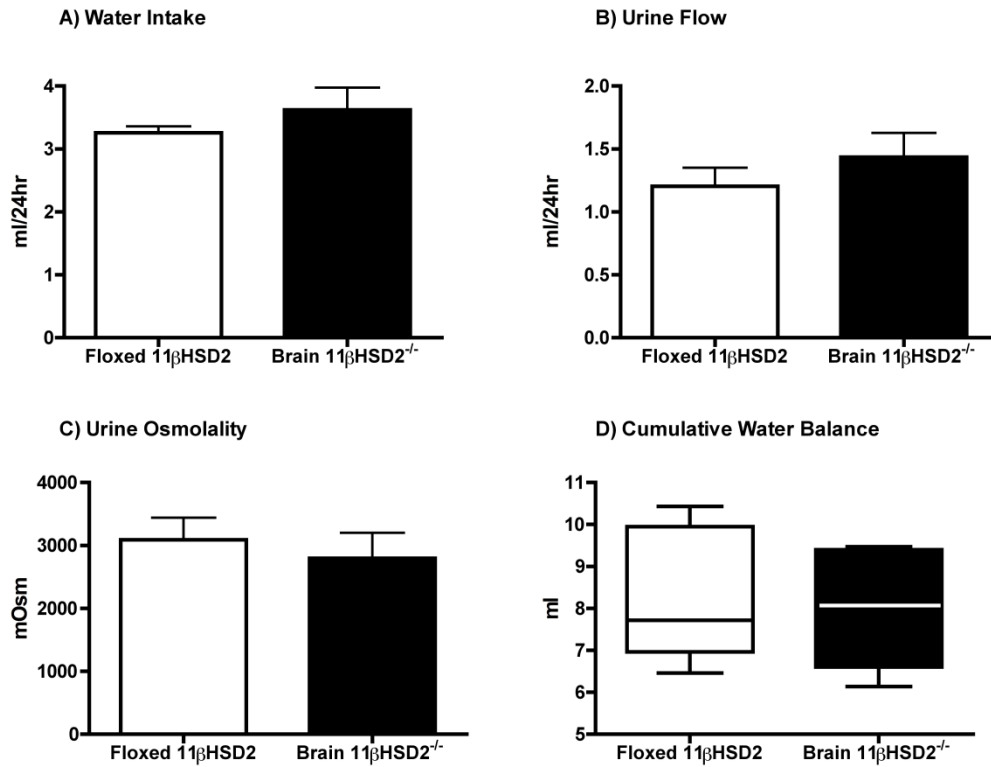 A) Water Intake
ml/24hr
4
3
2
1
0
Floxed 11βHSD2
Brain 11βHSD2-/-
B) Urine Flow
ml/24hr
2.0
1.5
1.0
0.5
0.0
Floxed 11βHSD2
Brain 11βHSD2-/-
C) Urine Osmolality
mOsm
4000
3000
2000
1000
0
Floxed 11βHSD2
Brain 11βHSD2-/-
D) Cumulative Water Balance
ml
11
10
9
8
7
6
5
Floxed 11βHSD2
Brain 11βHSD2-/-